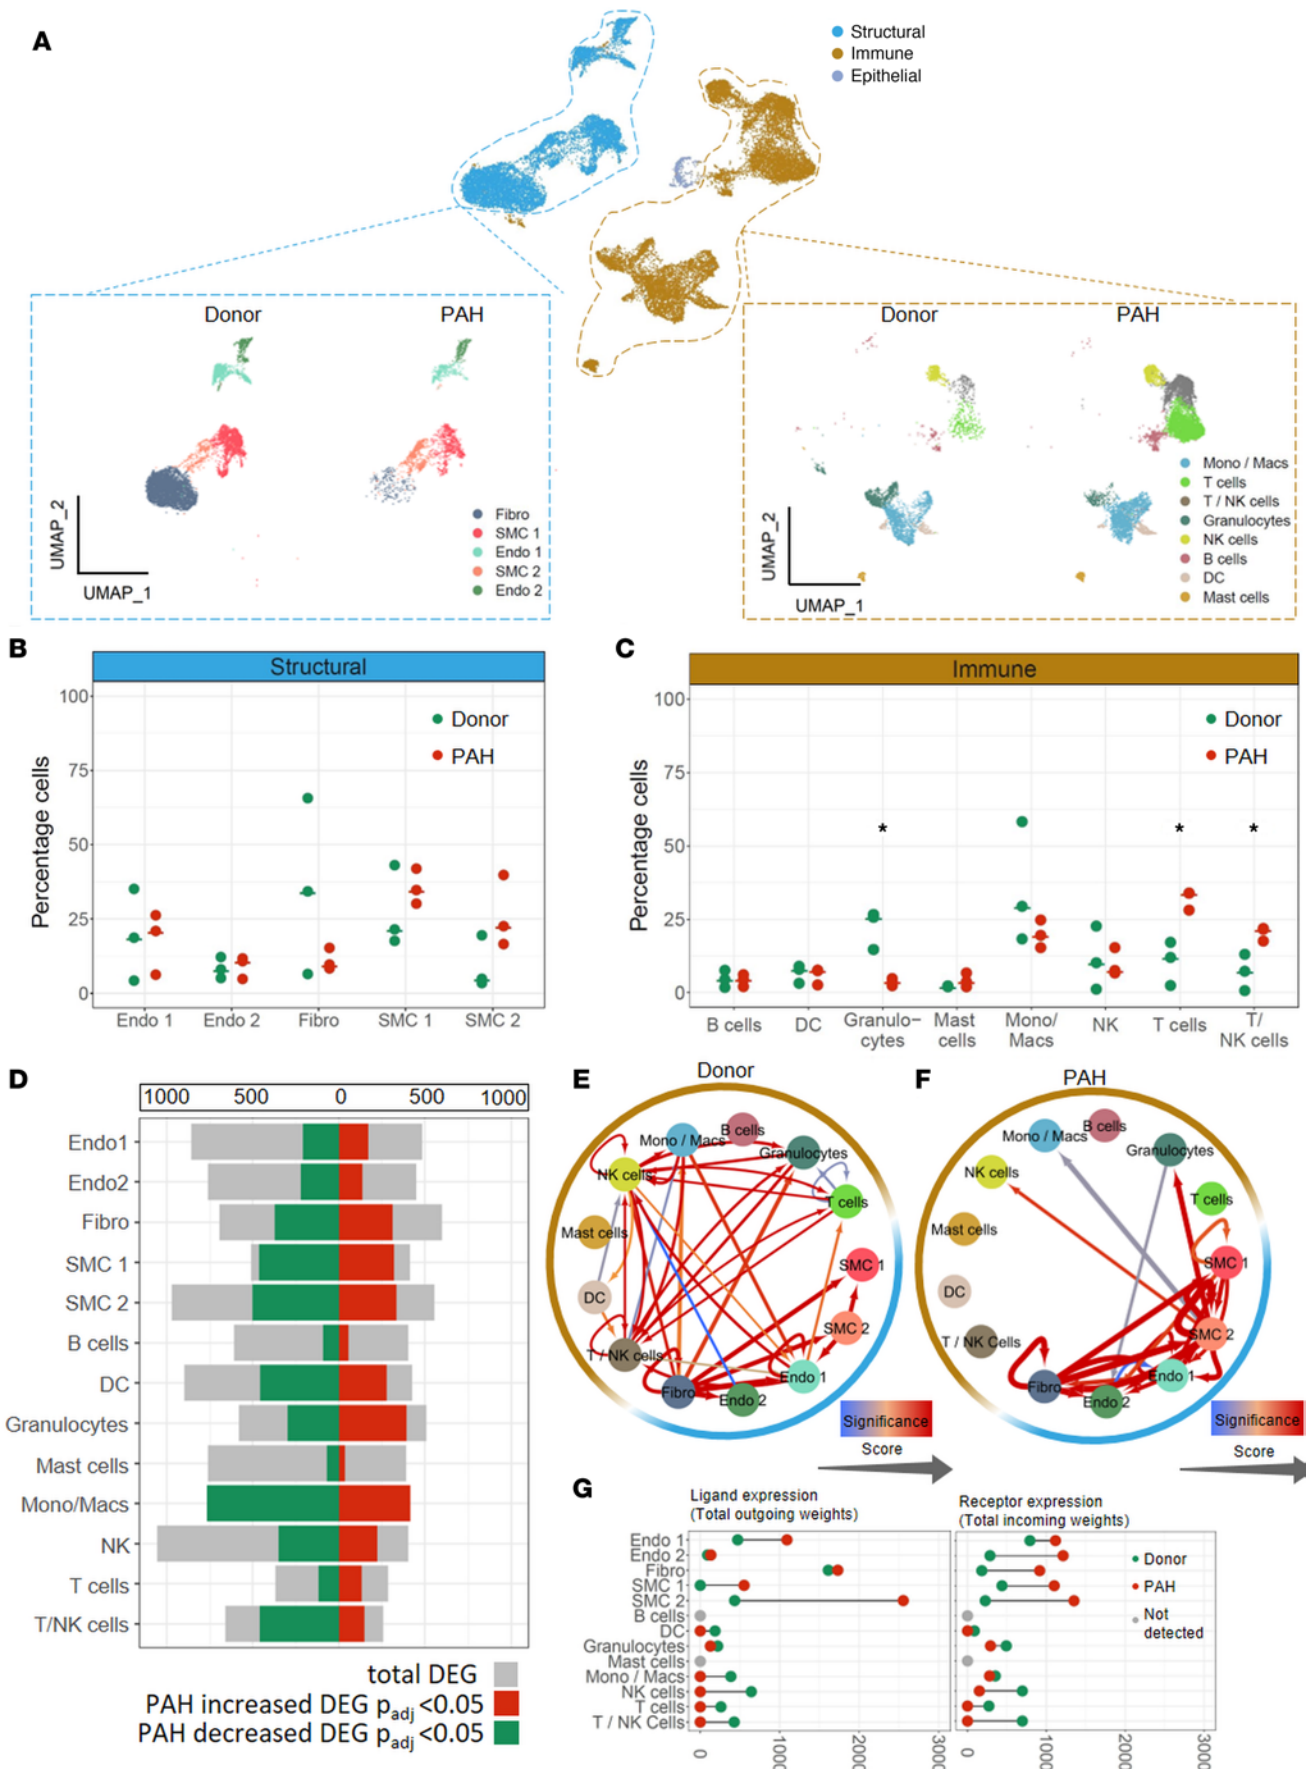 A
Structural
Immune
Epithelial
Donor
PAH
UMAP_2
UMAP_1
Fibro
SMC 1
Endo 1
SMC 2
Endo 2
Donor
PAH
UMAP_2
UMAP_1
Mono / Macs
T cells
T / NK cells
Granulocytes
NK cells
B cells
DC
Mast cells
B
Structural
Percentage cells
100
75
50
25
0
Donor
PAH
Endo 1
Endo 2
Fibro
SMC 1
SMC 2
C
Immune
Percentage cells
100
75
50
25
0
Donor
PAH
*
*
*
B cells
DC
Granulo-
cytes
Mast
cells
Mono/
Macs
NK
T cells
T/
NK cells
D
1000 500 0 500 1000
Endo1
Endo2
Fibro
SMC 1
SMC 2
B cells
DC
Granulocytes
Mast cells
Mono/Macs
NK
T cells
T/NK cells
total DEG
PAH increased DEG padj <0.05
PAH decreased DEG padj <0.05
E
Donor
Mono / Macs
B cells
Granulocytes
NK cells
T cells
Mast cells
SMC 1
DC
SMC 2
T / NK cells
Endo 1
Fibro
Endo 2
Significance
Score
F
PAH
Mono / Macs
B cells
Granulocytes
NK cells
T cells
Mast cells
SMC 1
DC
SMC 2
T / NK Cells
Endo 1
Fibro
Endo 2
Significance
Score
G
Ligand expression
(Total outgoing weights)
Receptor expression
(Total incoming weights)
Endo 1
Endo 2
Fibro
SMC 1
SMC 2
B cells
DC
Granulocytes
Mast cells
Mono / Macs
NK cells
T cells
T / NK Cells
Donor
PAH
Not
detected
0
1000
2000
3000
0
1000
2000
3000